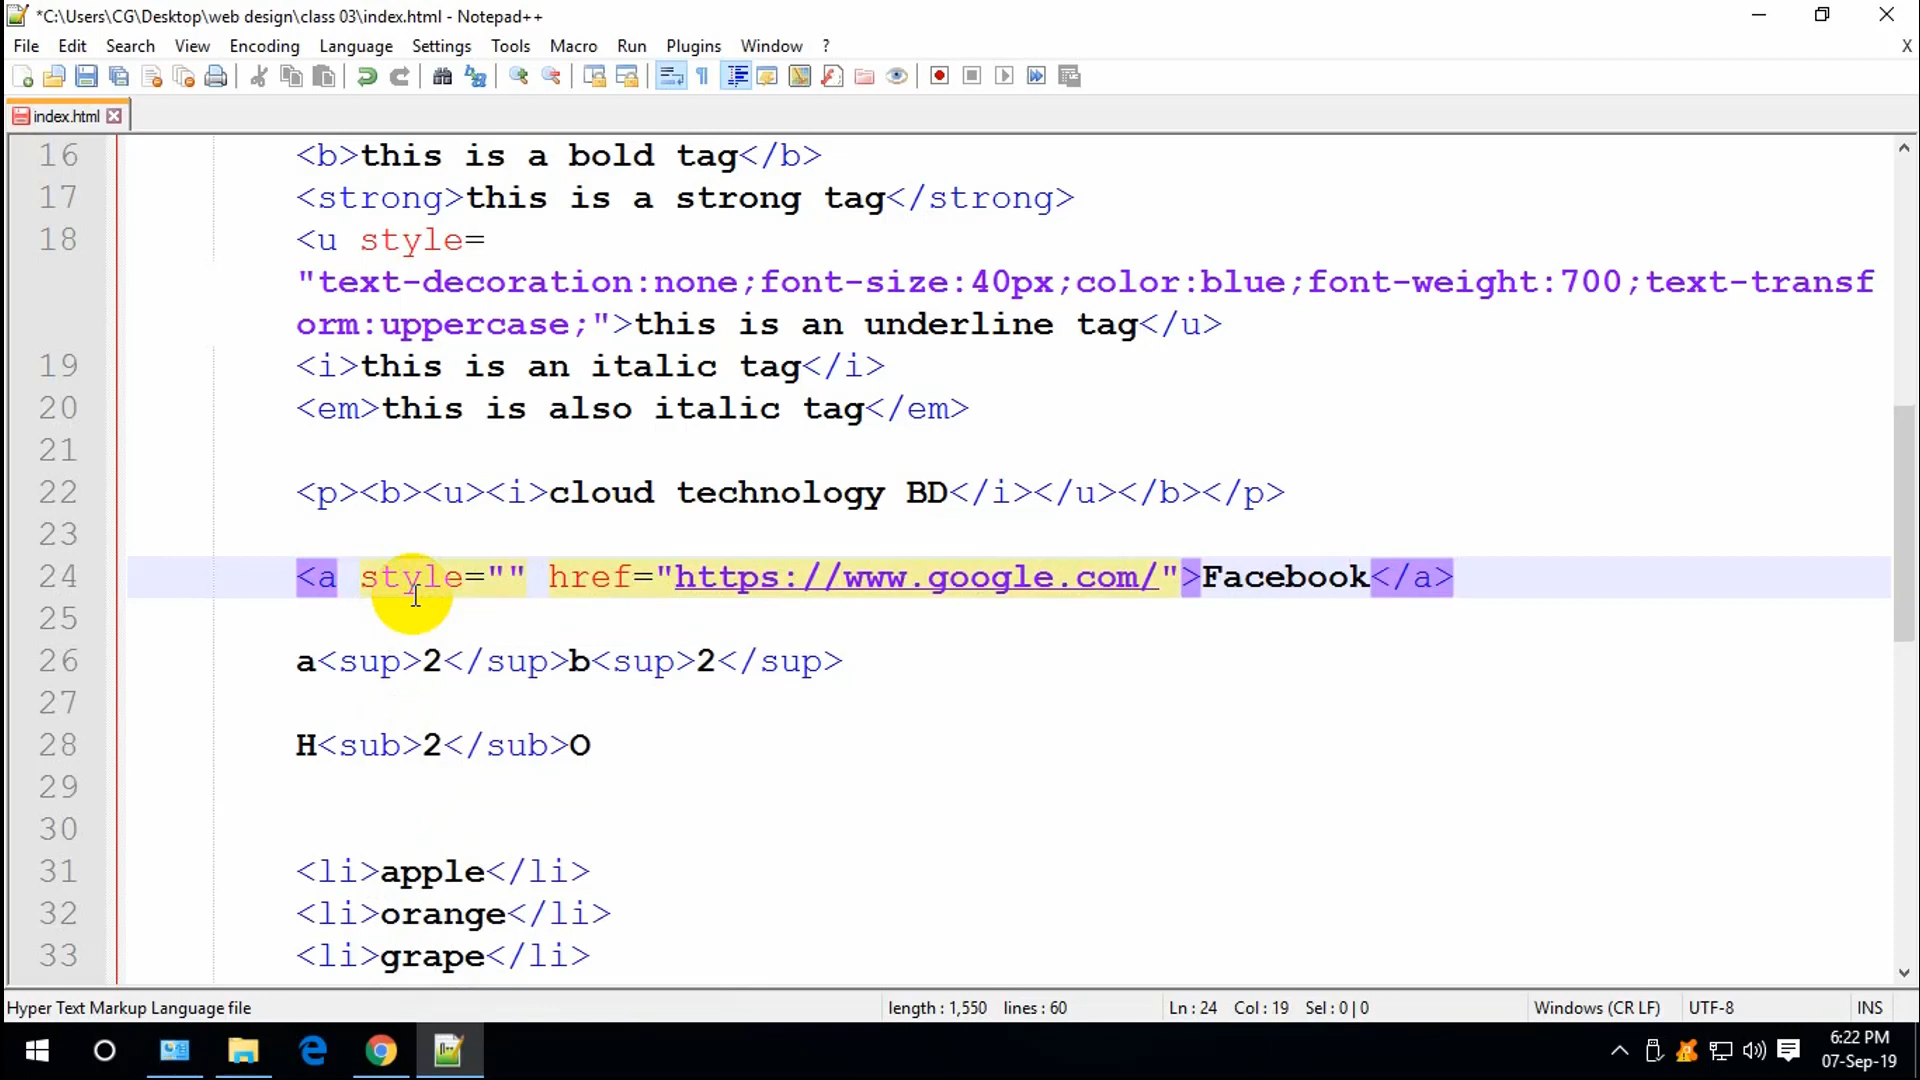 *C:\Users\CG\Desktop\web design\class 03\index.html - Notepad++
File Edit Search View Encoding Language Settings Tools Macro Run Plugins Window ? X
index.html
16 <b>this is a bold tag</b>
17 <strong>this is a strong tag</strong>
18 <u style=
"text-decoration:none;font-size:40px;color:blue;font-weight:700;text-transf
orm:uppercase;">this is an underline tag</u>
19 <i>this is an italic tag</i>
20 <em>this is also italic tag</em>
21
22 <p><b><u><i>cloud technology BD</i></u></b></p>
23
24 <a style="" href="https://www.google.com/">Facebook</a>
25
26 a<sup>2</sup>b<sup>2</sup>
27
28 H<sub>2</sub>O
29
30
31 <li>apple</li>
32 <li>orange</li>
33 <li>grape</li>
Hyper Text Markup Language file length : 1,550 lines : 60 Ln : 24 Col : 19 Sel : 0 | 0 Windows (CR LF) UTF-8 INS
6:22 PM
07-Sep-19